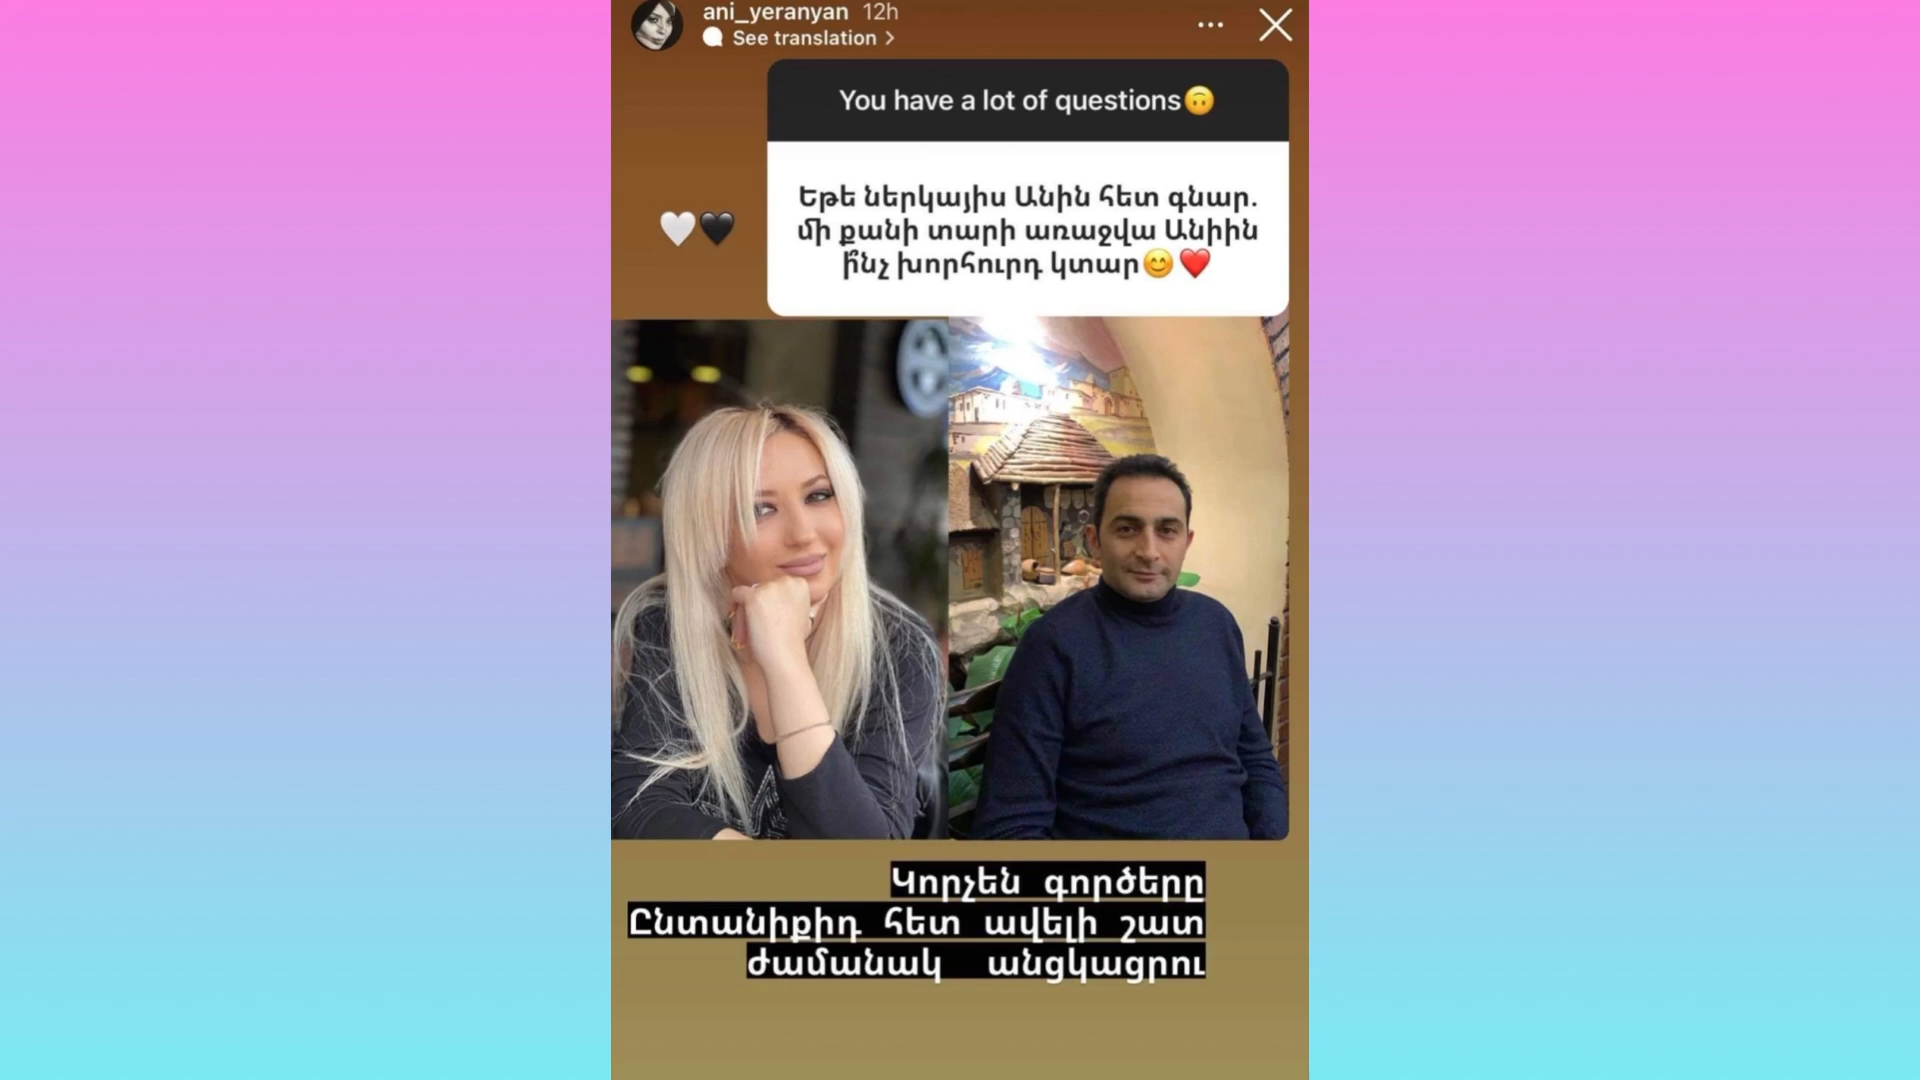 ani_yeranyan 12h
See translation >
You have a lot of questions🙃
Եթե ներկայիս Անին հետ գնար.
մի քանի տարի առաջվա Անիին
ի՞նչ խորհուրդ կտար😊❤️
🤍🖤
Կորչեն գործերը
Ընտանիքիդ հետ ավելի շատ
ժամանակ անցկացրու